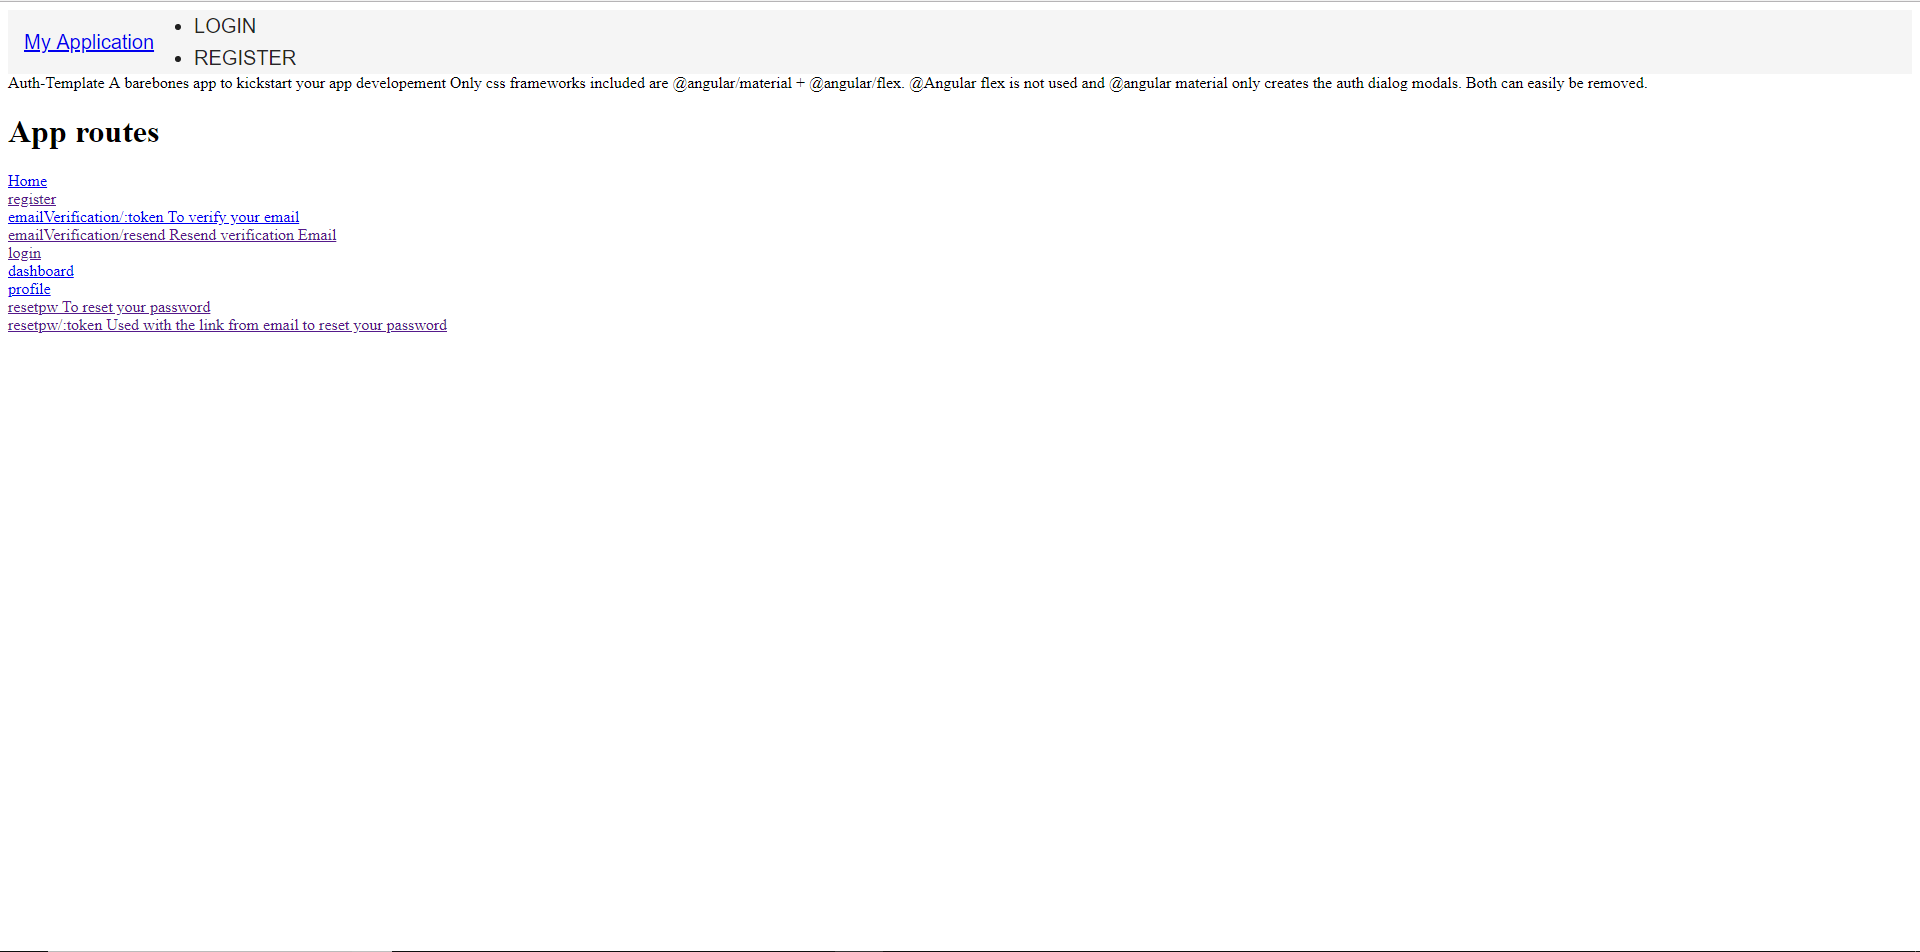 My Application
LOGIN
REGISTER
Auth-Template A barebones app to kickstart your app developement Only css frameworks included are @angular/material + @angular/flex. @Angular flex is not used and @angular material only creates the auth dialog modals. Both can easily be removed.
App routes
Home
register
emailVerification/:token To verify your email
emailVerification/resend Resend verification Email
login
dashboard
profile
resetpw To reset your password
resetpw/:token Used with the link from email to reset your password